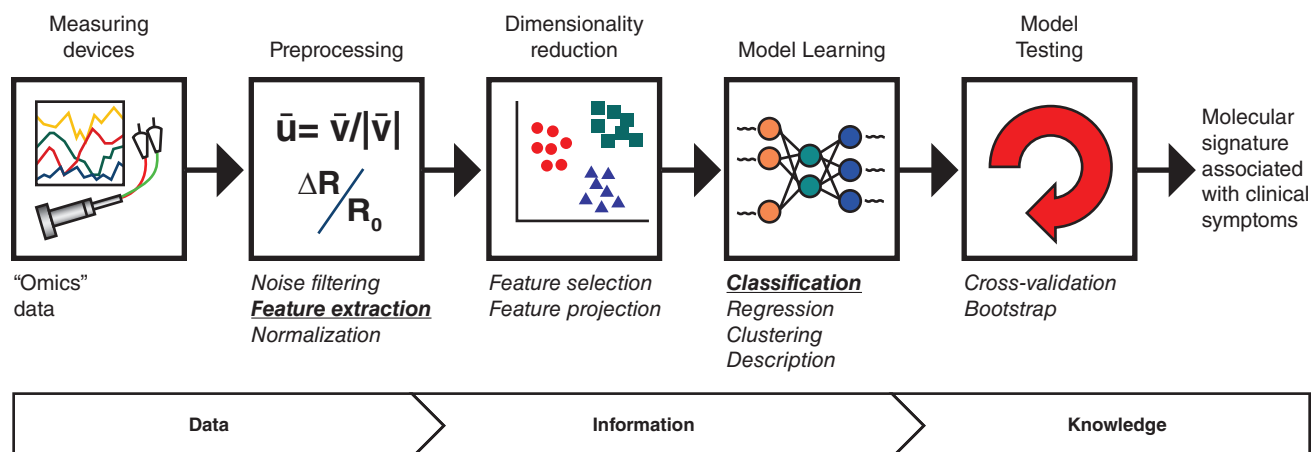 Measuring
devices
Preprocessing
Dimensionality
reduction
Model Learning
Model
Testing
ū= v̄/|v̄|
ΔR/R₀
Molecular
signature
associated
with clinical
symptoms
“Omics”
data
Noise filtering
Feature extraction
Normalization
Feature selection
Feature projection
Classification
Regression
Clustering
Description
Cross-validation
Bootstrap
Data
Information
Knowledge